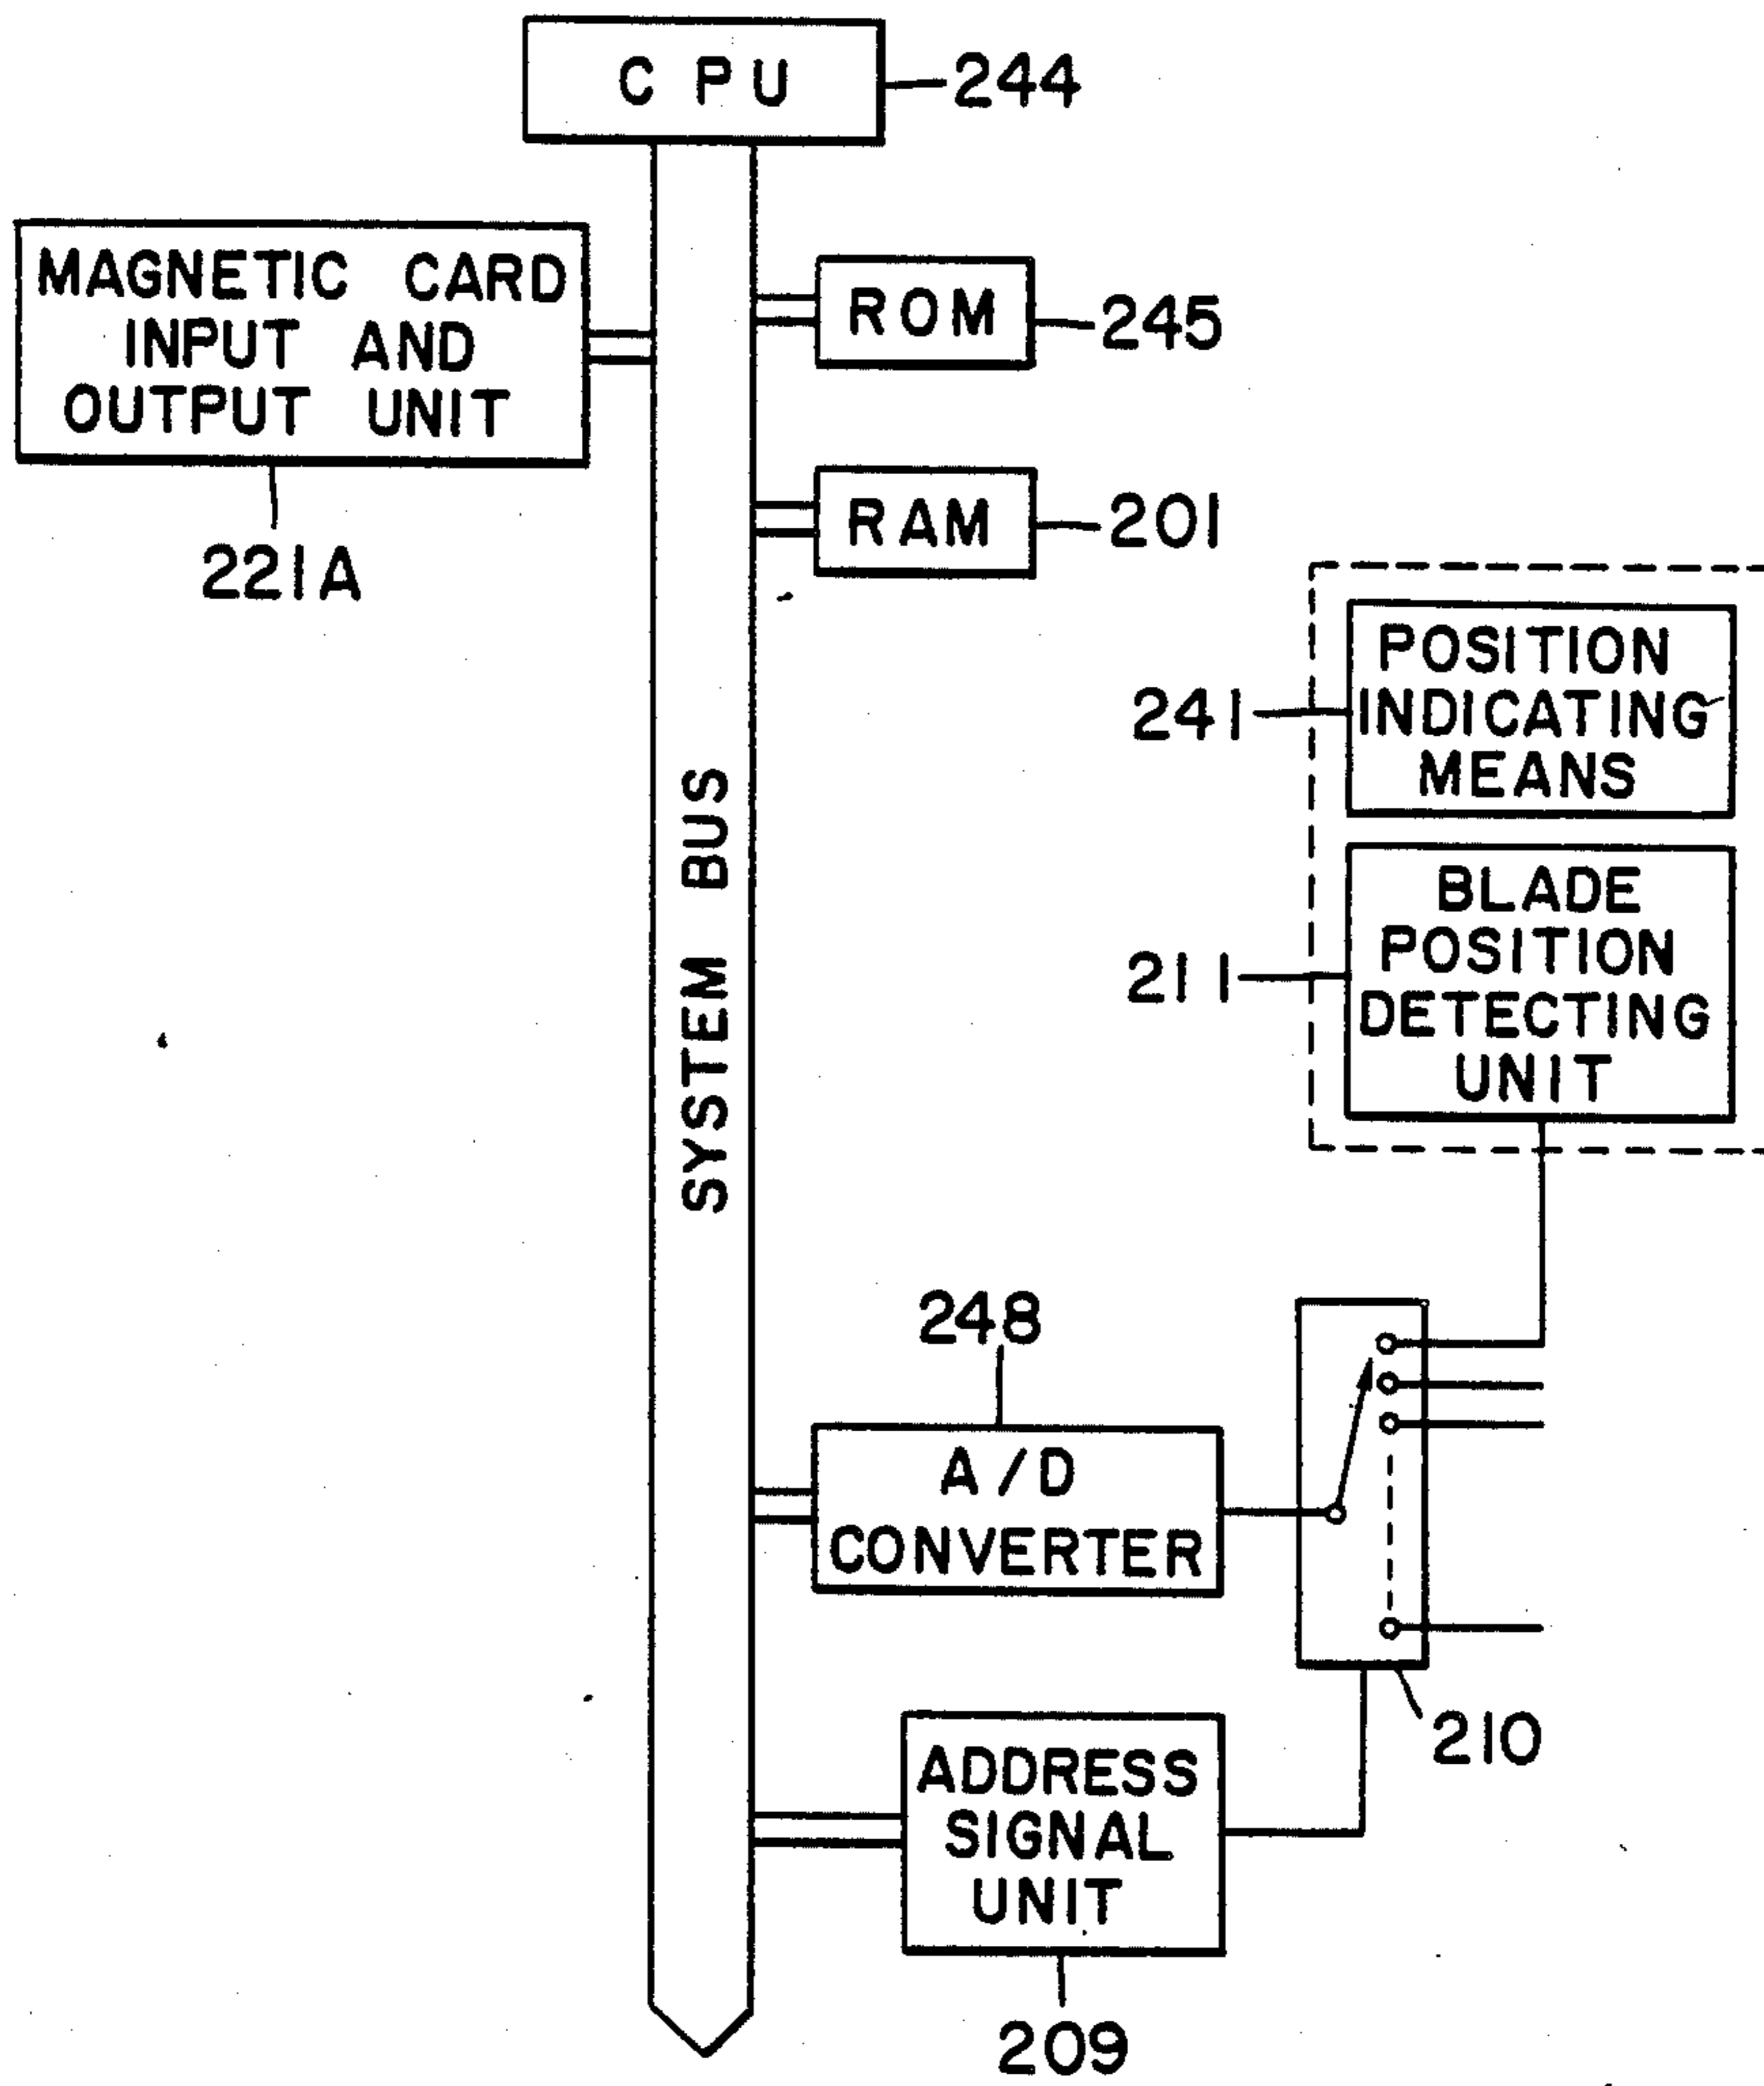 CPU
244
MAGNETIC CARD
INPUT AND
OUTPUT UNIT
221A
ROM
245
RAM
201
POSITION
INDICATING
MEANS
241
BLADE
POSITION
DETECTING
UNIT
211
SYSTEM BUS
248
A/D
CONVERTER
210
ADDRESS
SIGNAL
UNIT
209